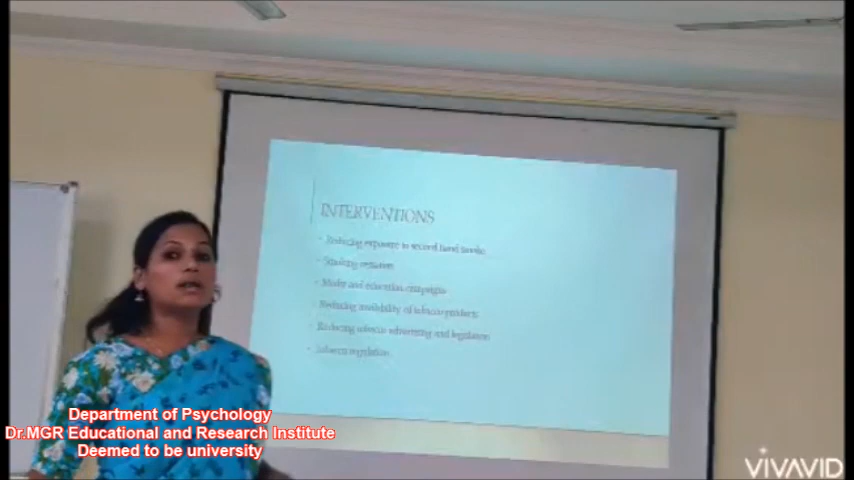 INTERVENTIONS
• Reducing exposure to second hand smoke
• Smoking cessation
• Media and education campaigns
• Reducing availability of tobacco products
• Reducing tobacco advertising and legislation
• Tobacco legislation
Department of Psychology
Dr.MGR Educational and Research Institute
Deemed to be university
VIVAVID